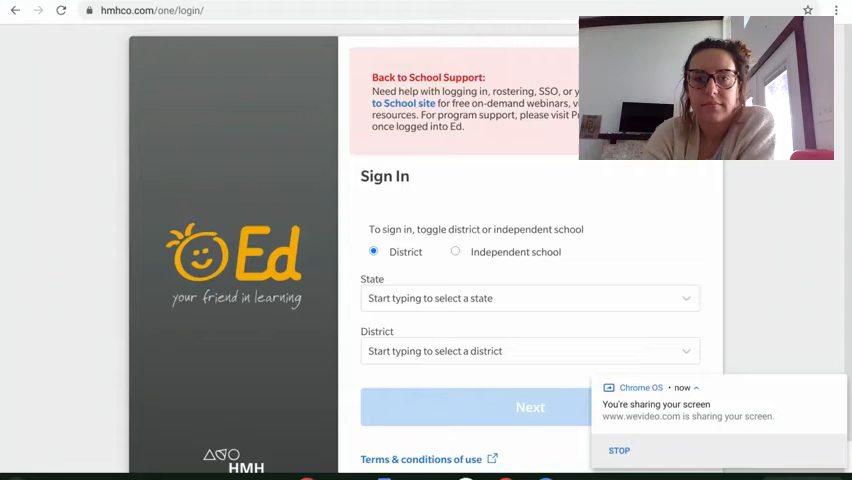 hmhco.com/one/login/
Back to School Support:
Need help with logging in, rostering, SSO, or
to School site for free on-demand webinars,
resources. For program support, please visit
once logged into Ed.
Sign In
To sign in, toggle district or independent school
District
Independent school
State
Start typing to select a state
District
Start typing to select a district
Next
Terms & conditions of use
Ed
your friend in learning
HMH
Chrome OS • now
You're sharing your screen
www.wevideo.com is sharing your screen.
STOP